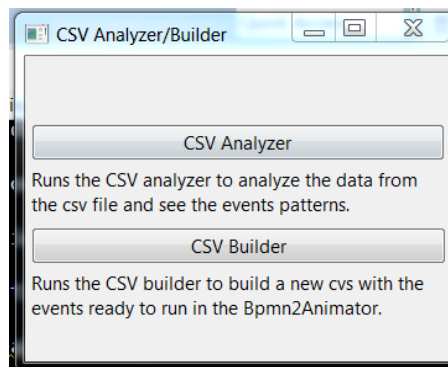 CSV Analyzer/Builder
CSV Analyzer
Runs the CSV analyzer to analyze the data from
the csv file and see the events patterns.
CSV Builder
Runs the CSV builder to build a new cvs with the
events ready to run in the Bpmn2Animator.